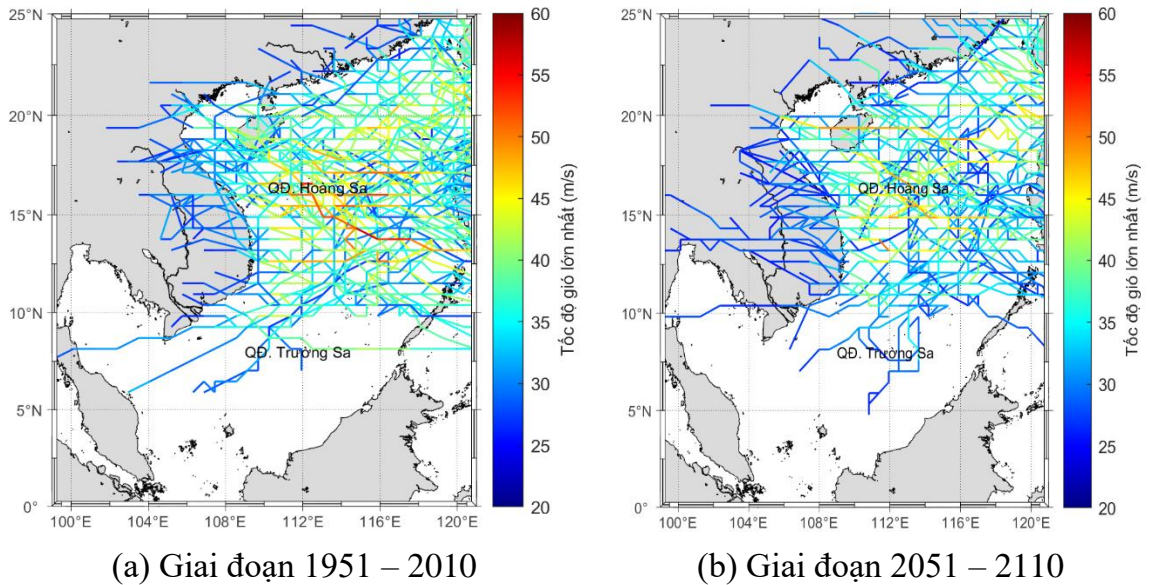 25°N
20°N
15°N
10°N
5°N
0°
100°E 104°E 108°E 112°E 116°E 120°E
QĐ. Hoàng Sa
QĐ. Trường Sa
60
55
50
45
40
35
30
25
20
Tốc độ gió lớn nhất (m/s)
(a) Giai đoạn 1951 – 2010
25°N
20°N
15°N
10°N
5°N
0°
100°E 104°E 108°E 112°E 116°E 120°E
QĐ. Hoàng Sa
QĐ. Trường Sa
60
55
50
45
40
35
30
25
20
Tốc độ gió lớn nhất (m/s)
(b) Giai đoạn 2051 – 2110